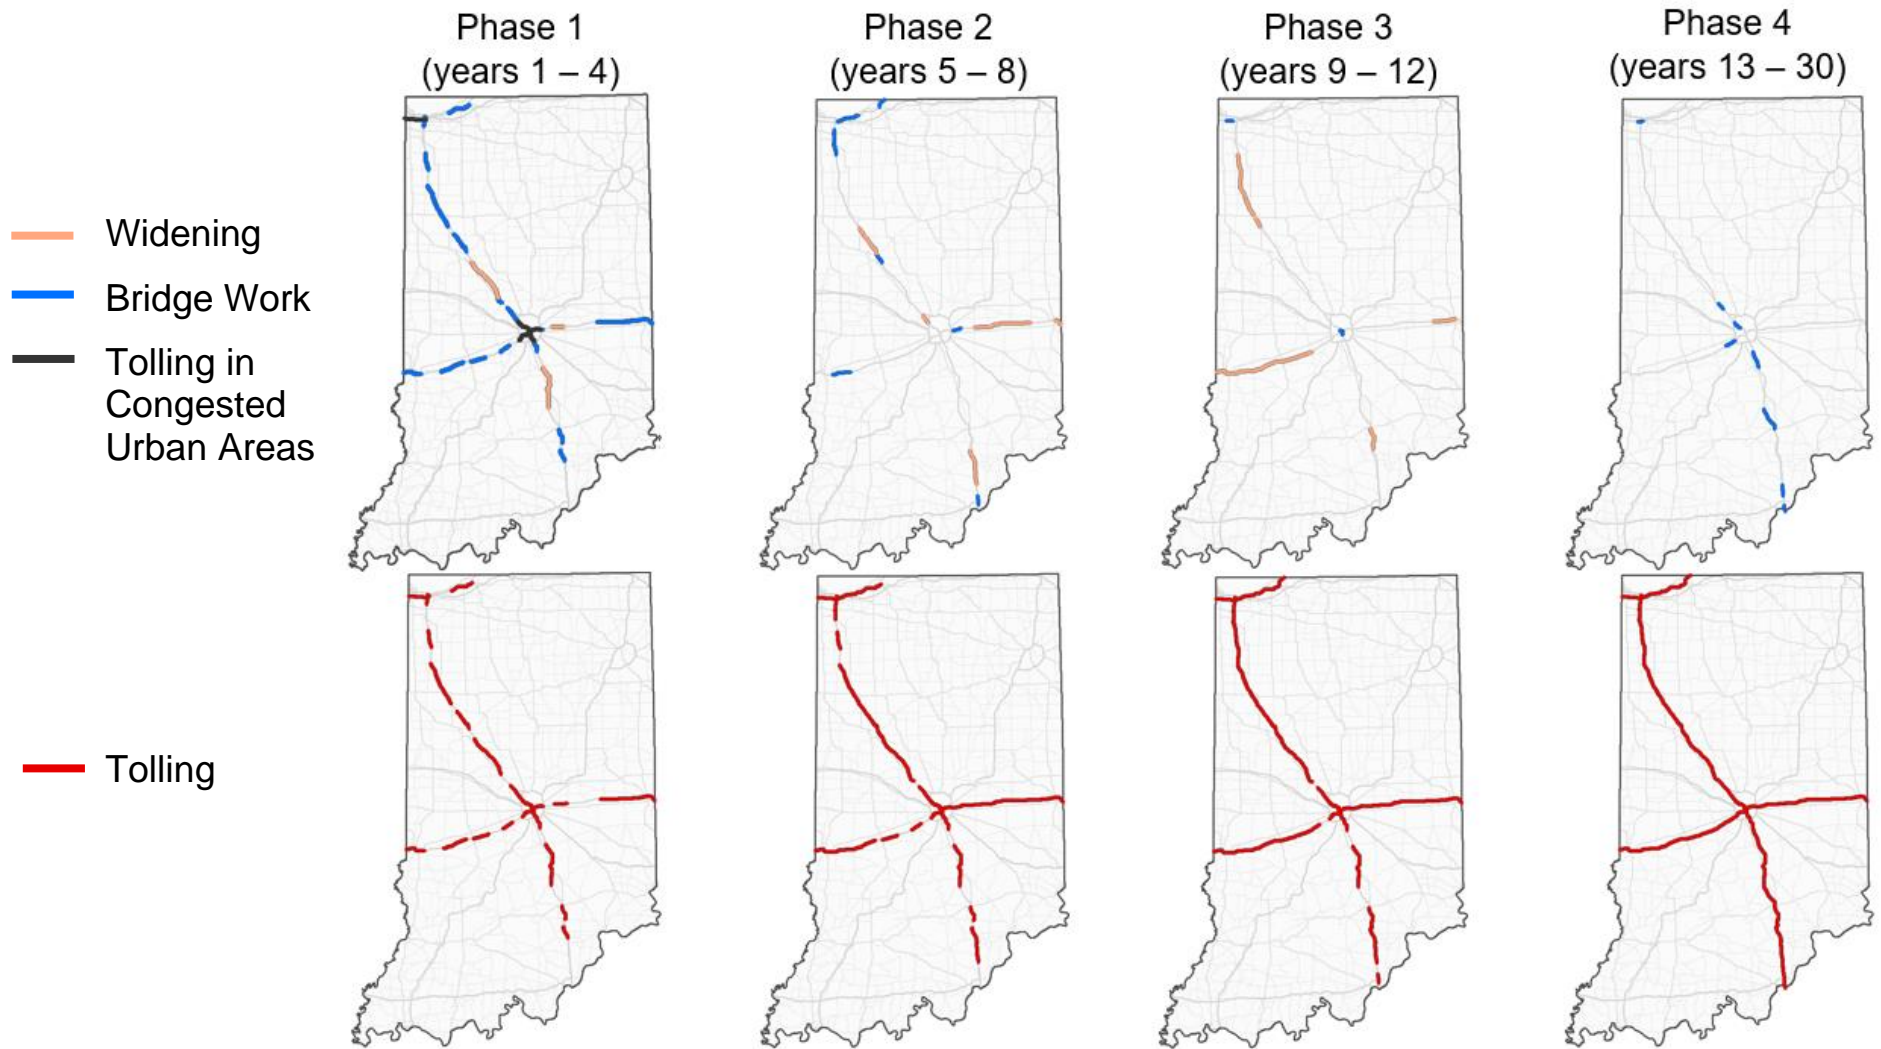 Phase 1
(years 1 – 4)
Phase 2
(years 5 – 8)
Phase 3
(years 9 – 12)
Phase 4
(years 13 – 30)
Widening
Bridge Work
Tolling in
Congested
Urban Areas
Tolling